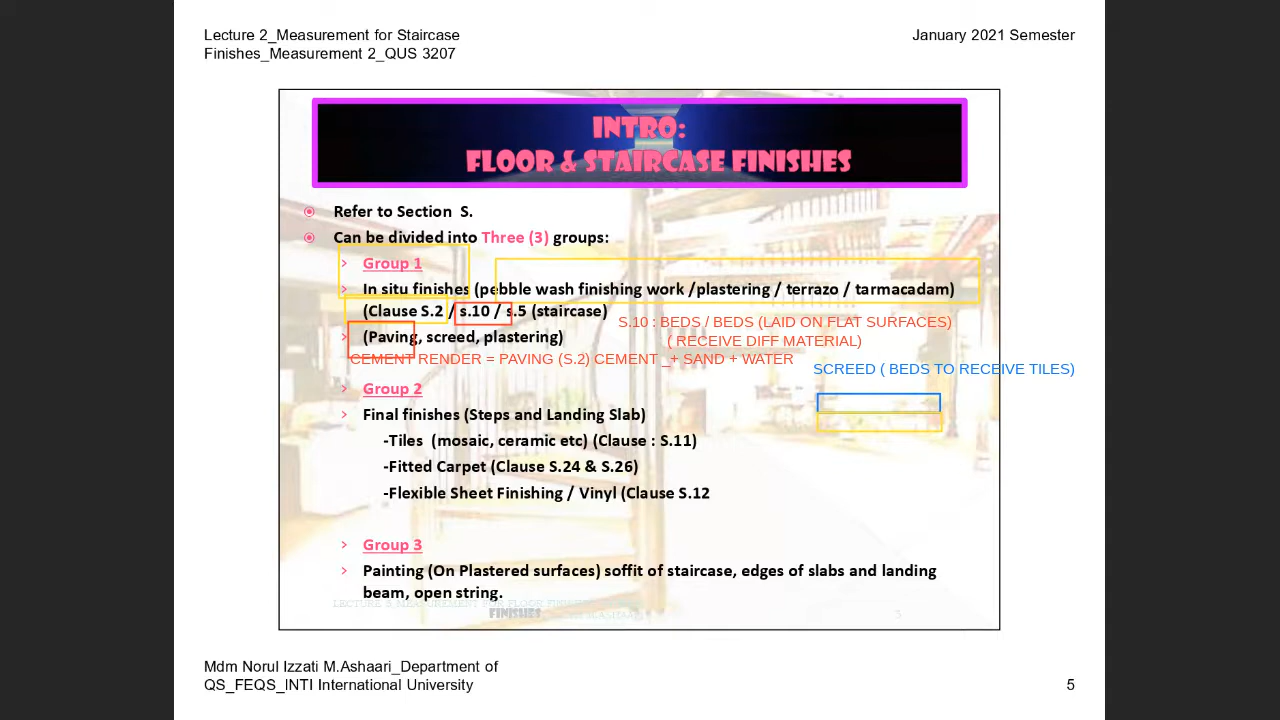 Lecture 2_Measurement for Staircase
Finishes_Measurement 2_QUS 3207
January 2021 Semester
INTRO:
FLOOR & STAIRCASE FINISHES
Refer to Section S.
Can be divided into Three (3) groups:
Group 1
In situ finishes (pebble wash finishing work /plastering / terrazo / tarmacadam)
(Clause S.2 / s.10 / s.5 (staircase)
S.10 : BEDS / BEDS (LAID ON FLAT SURFACES)
(Paving, screed, plastering)
( RECEIVE DIFF MATERIAL)
CEMENT RENDER = PAVING (S.2) CEMENT _+ SAND + WATER
SCREED ( BEDS TO RECEIVE TILES)
Group 2
Final finishes (Steps and Landing Slab)
-Tiles (mosaic, ceramic etc) (Clause : S.11)
-Fitted Carpet (Clause S.24 & S.26)
-Flexible Sheet Finishing / Vinyl (Clause S.12
Group 3
Painting (On Plastered surfaces) soffit of staircase, edges of slabs and landing
beam, open string.
LECTURE 3_MEASUREMENT FOR FLOOR
FINISHES
Mdm Norul Izzati M.Ashaari_Department of
QS_FEQS_INTI International University
5